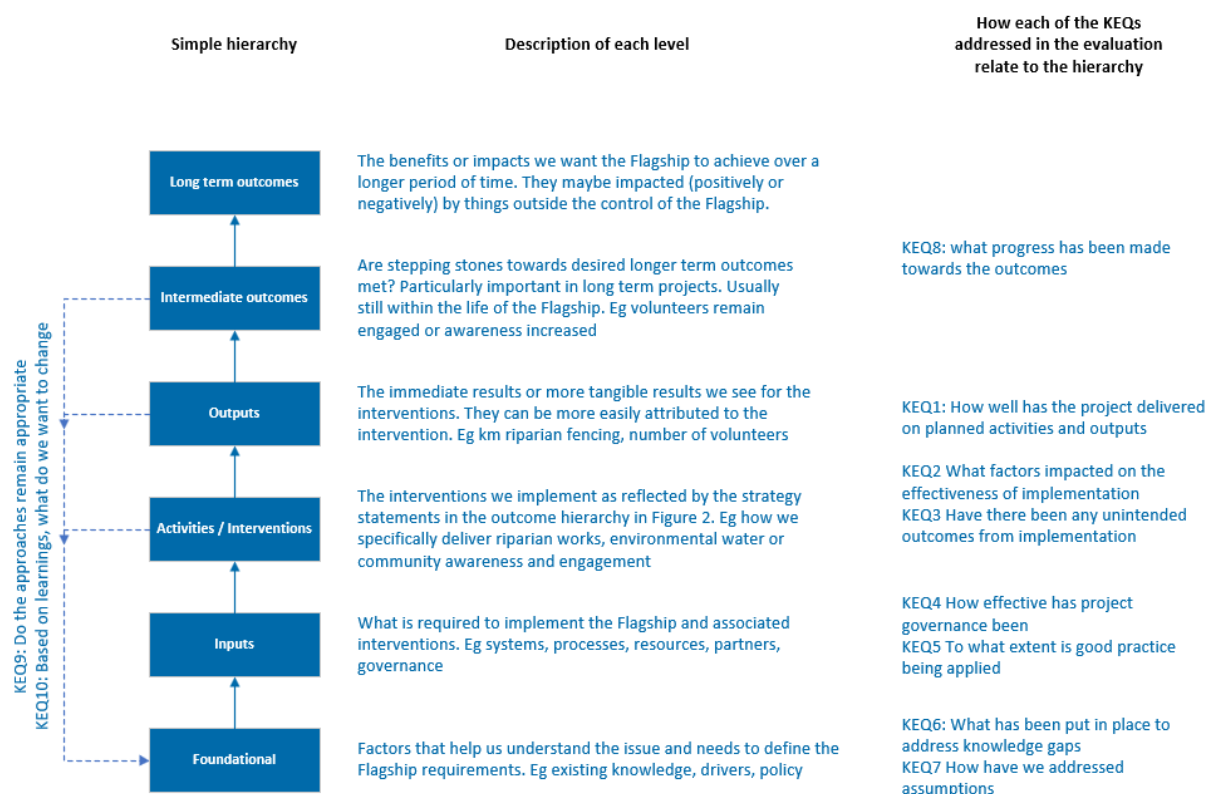 Simple hierarchy
Description of each level
How each of the KEQs
addressed in the evaluation
relate to the hierarchy
Long term outcomes
The benefits or impacts we want the Flagship to achieve over a
longer period of time. They maybe impacted (positively or
negatively) by things outside the control of the Flagship.
Intermediate outcomes
Are stepping stones towards desired longer term outcomes
met? Particularly important in long term projects. Usually
still within the life of the Flagship. Eg volunteers remain
engaged or awareness increased
KEQ8: what progress has been made
towards the outcomes
Outputs
The immediate results or more tangible results we see for the
interventions. They can be more easily attributed to the
intervention. Eg km riparian fencing, number of volunteers
KEQ1: How well has the project delivered
on planned activities and outputs
Activities / Interventions
The interventions we implement as reflected by the strategy
statements in the outcome hierarchy in Figure 2. Eg how we
specifically deliver riparian works, environmental water or
community awareness and engagement
KEQ2 What factors impacted on the
effectiveness of implementation
KEQ3 Have there been any unintended
outcomes from implementation
Inputs
What is required to implement the Flagship and associated
interventions. Eg systems, processes, resources, partners,
governance
KEQ4 How effective has project
governance been
KEQ5 To what extent is good practice
being applied
Foundational
Factors that help us understand the issue and needs to define the
Flagship requirements. Eg existing knowledge, drivers, policy
KEQ6: What has been put in place to
address knowledge gaps
KEQ7 How have we addressed
assumptions
KEQ9: Do the approaches remain appropriate
KEQ10: Based on learnings, what do we want to change